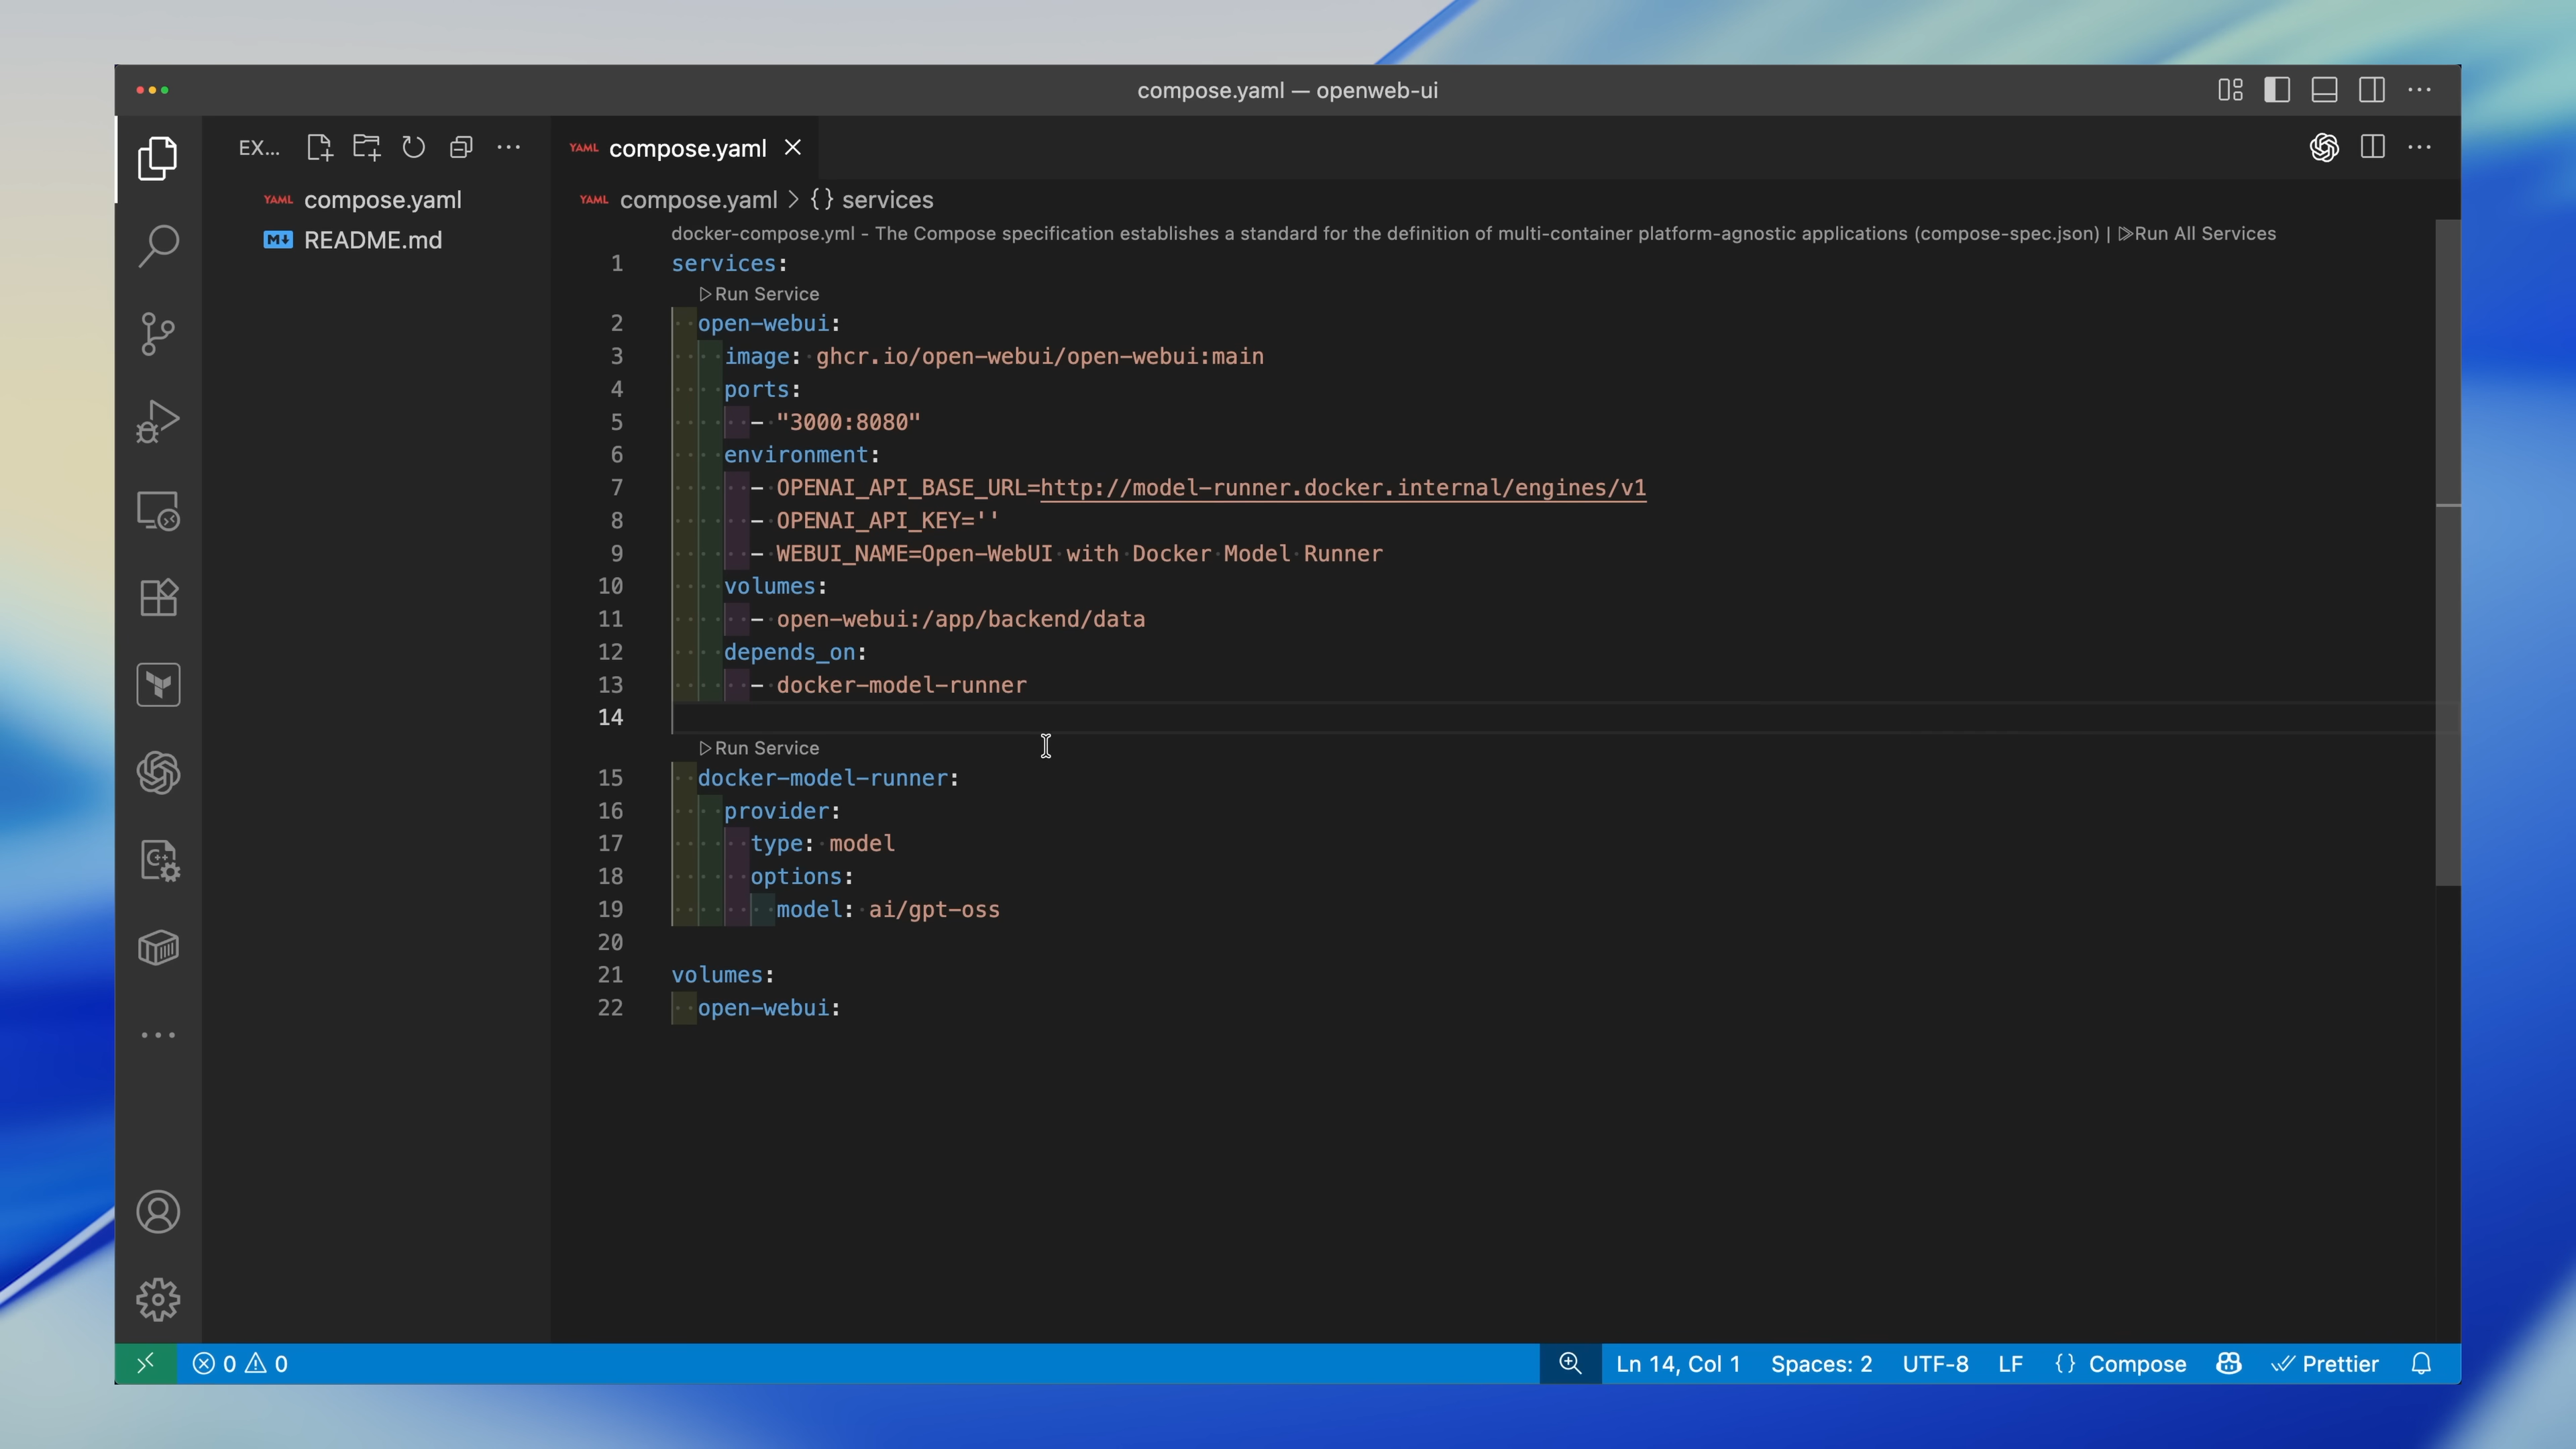 compose.yaml — openweb-ui
EX...
YAML compose.yaml
YAML compose.yaml
M↓ README.md
YAML compose.yaml > {} services
docker-compose.yml - The Compose specification establishes a standard for the definition of multi-container platform-agnostic applications (compose-spec.json) | Run All Services
1 services:
Run Service
2 open-webui:
3 image: ghcr.io/open-webui/open-webui:main
4 ports:
5 - "3000:8080"
6 environment:
7 - OPENAI_API_BASE_URL=http://model-runner.docker.internal/engines/v1
8 - OPENAI_API_KEY=''
9 - WEBUI_NAME=Open-WebUI with Docker Model Runner
10 volumes:
11 - open-webui:/app/backend/data
12 depends_on:
13 - docker-model-runner
14
Run Service
15 docker-model-runner:
16 provider:
17 type: model
18 options:
19 model: ai/gpt-oss
20
21 volumes:
22 open-webui:
C++
0 0
Ln 14, Col 1 Spaces: 2 UTF-8 LF {} Compose Prettier